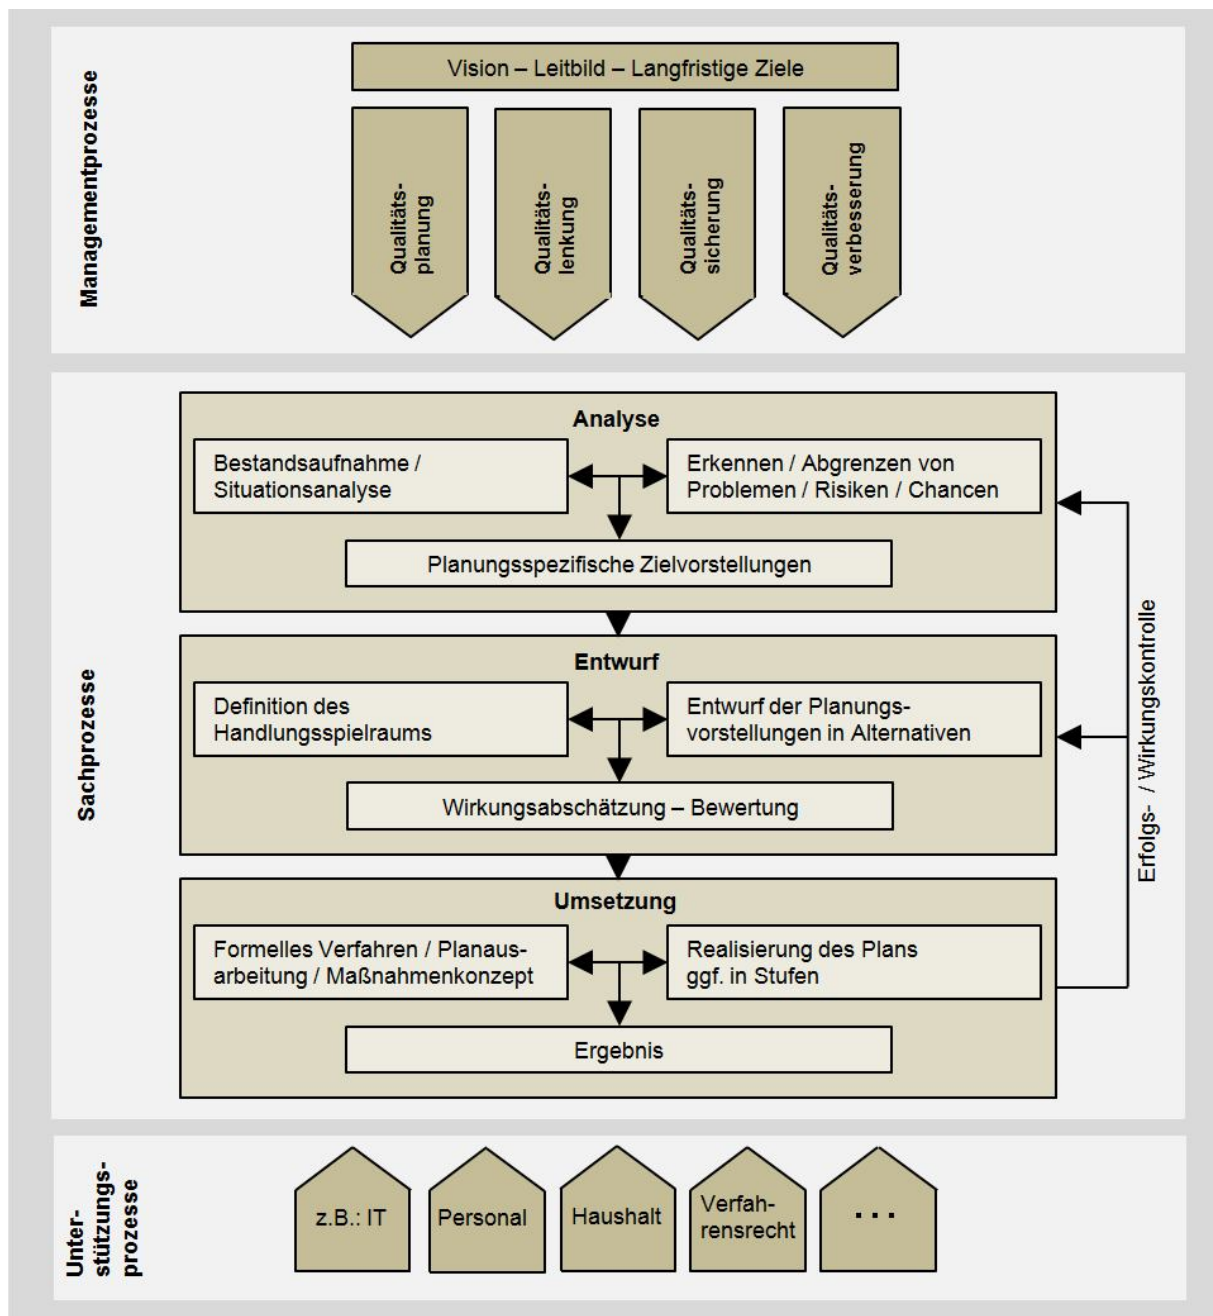 Managementprozesse
Vision – Leitbild – Langfristige Ziele
Qualitäts-
planung
Qualitäts-
lenkung
Qualitäts-
sicherung
Qualitäts-
verbesserung
Sachprozesse
Analyse
Bestandsaufnahme /
Situationsanalyse
Erkennen / Abgrenzen von
Problemen / Risiken / Chancen
Planungsspezifische Zielvorstellungen
Entwurf
Definition des
Handlungsspielraums
Entwurf der Planungs-
vorstellungen in Alternativen
Wirkungsabschätzung – Bewertung
Umsetzung
Formelles Verfahren / Planaus-
arbeitung / Maßnahmenkonzept
Realisierung des Plans
ggf. in Stufen
Ergebnis
Erfolgs- / Wirkungskontrolle
Unter-
stützungs-
prozesse
z.B.: IT
Personal
Haushalt
Verfah-
rensrecht
...